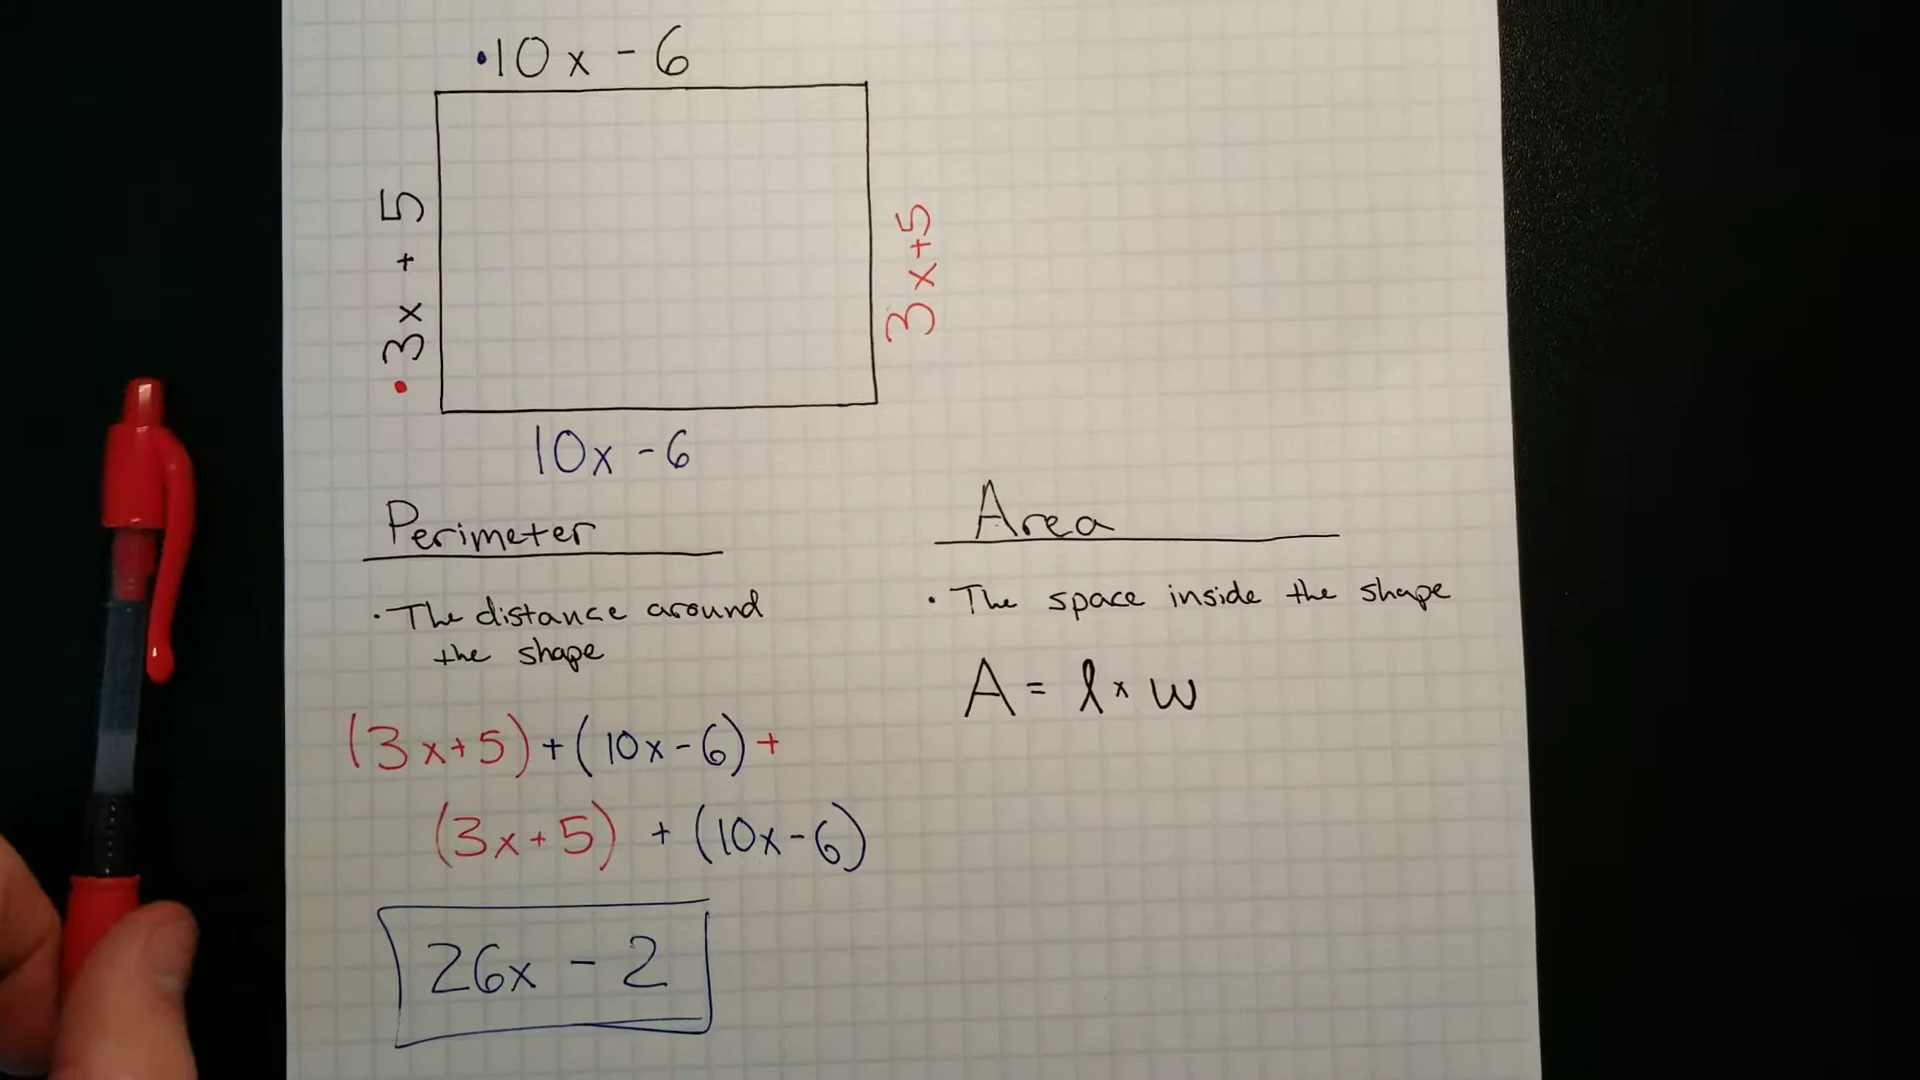 ·10x - 6
·3x + 5
3x+5
10x - 6
Perimeter
· The distance around
the shape
(3x+5) + (10x-6) +
(3x+5) + (10x-6)
26x - 2
Area
· The space inside the shape
A = l × w